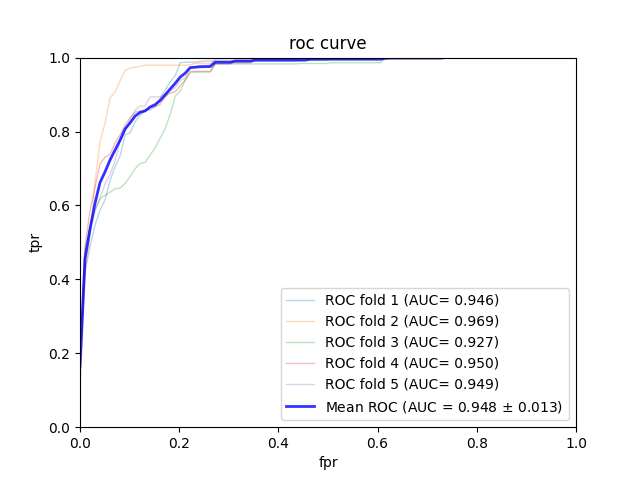 roc curve
1.0
0.8
0.6
0.4
0.2
0.0
tpr
ROC fold 1 (AUC= 0.946)
ROC fold 2 (AUC= 0.969)
ROC fold 3 (AUC= 0.927)
ROC fold 4 (AUC= 0.950)
ROC fold 5 (AUC= 0.949)
Mean ROC (AUC = 0.948 ± 0.013)
0.0 0.2 0.4 0.6 0.8 1.0
fpr